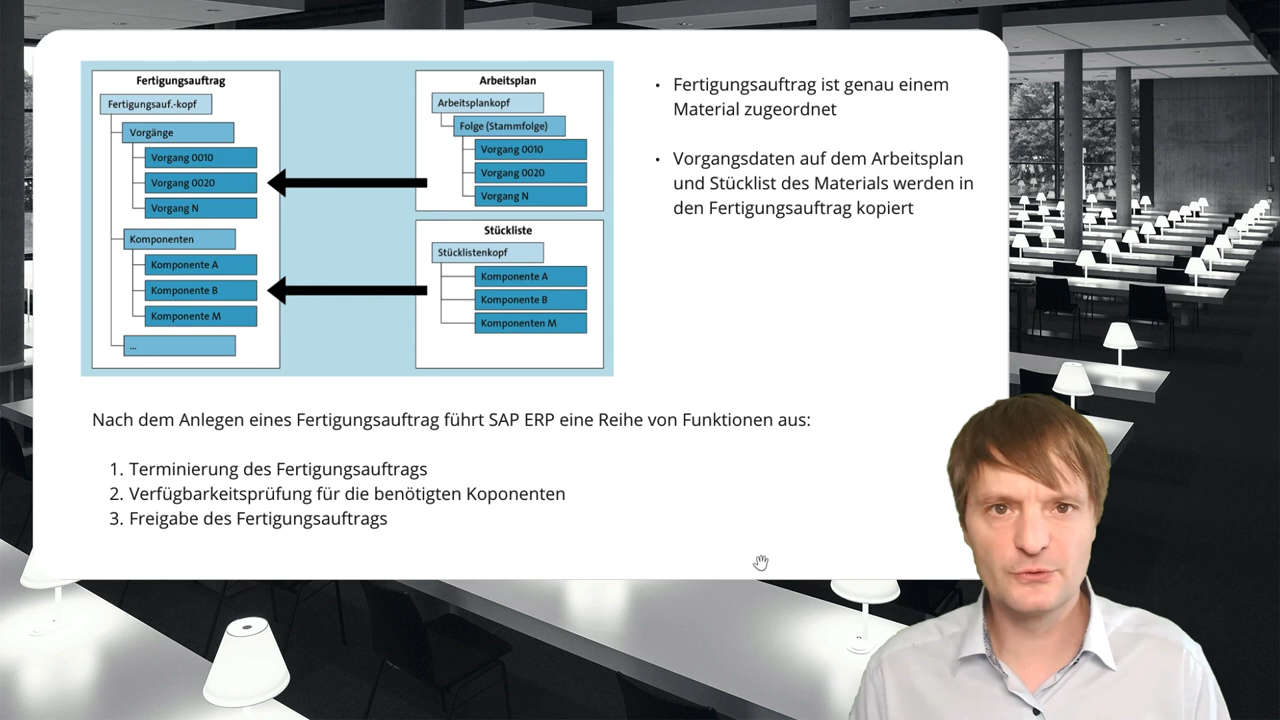 Fertigungsauftrag
Fertigungsauf.-kopf
Vorgänge
Vorgang 0010
Vorgang 0020
Vorgang N
Komponenten
Komponente A
Komponente B
Komponente M
...
Arbeitsplan
Arbeitsplankopf
Folge (Stammfolge)
Vorgang 0010
Vorgang 0020
Vorgang N
Stückliste
Stücklistenkopf
Komponente A
Komponente B
Komponenten M
• Fertigungsauftrag ist genau einem
Material zugeordnet
• Vorgangsdaten auf dem Arbeitsplan
und Stücklist des Materials werden in
den Fertigungsauftrag kopiert
Nach dem Anlegen eines Fertigungsauftrag führt SAP ERP eine Reihe von Funktionen aus:
1. Terminierung des Fertigungsauftrags
2. Verfügbarkeitsprüfung für die benötigten Koponenten
3. Freigabe des Fertigungsauftrags